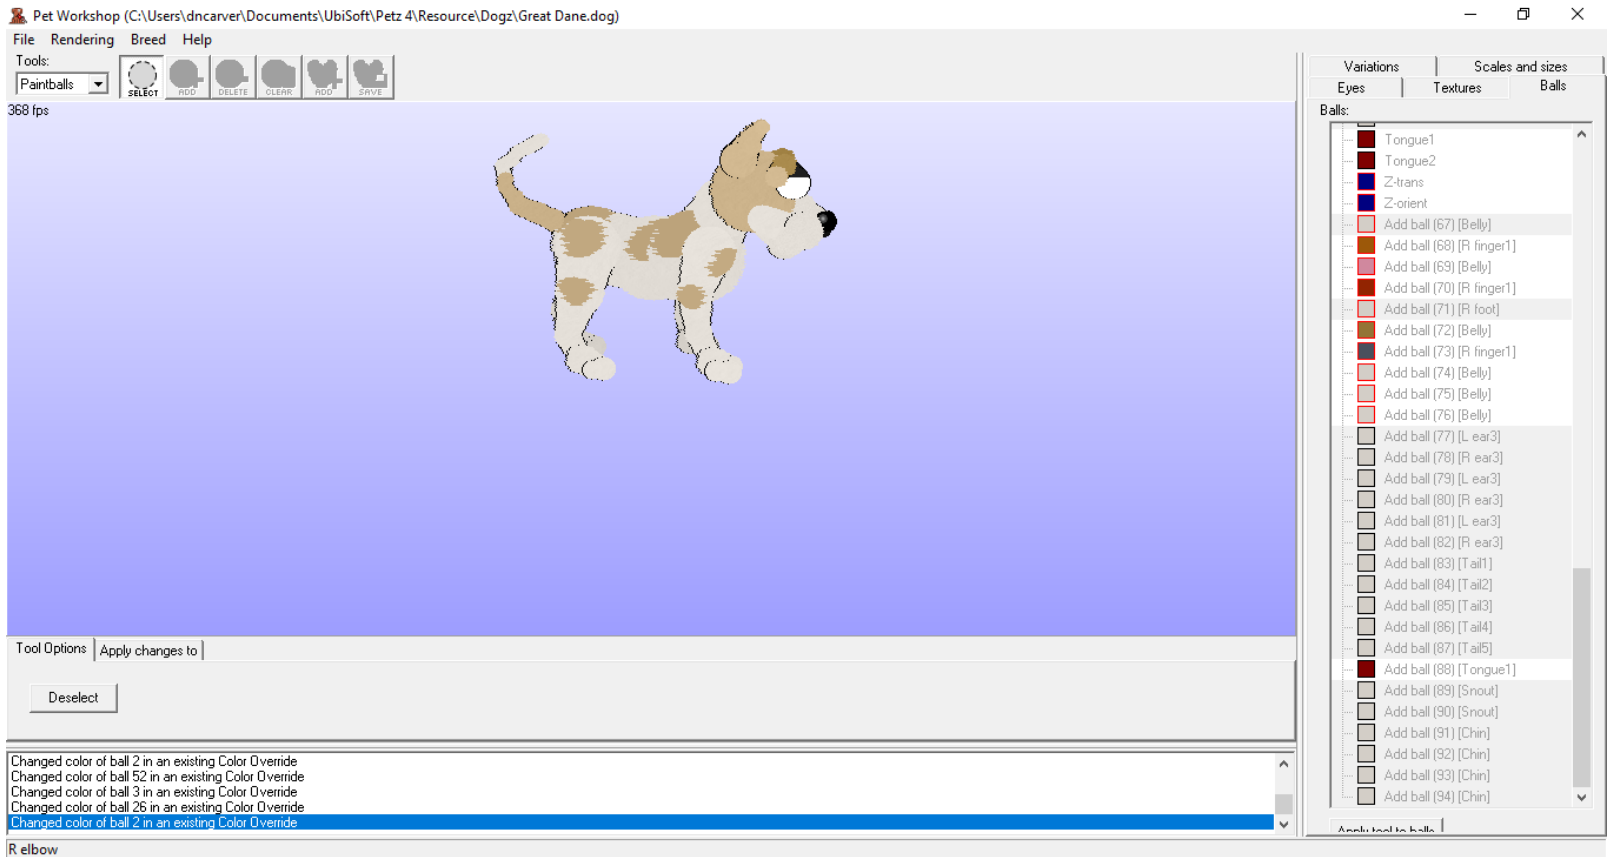 Pet Workshop (C:\Users\dncarver\Documents\UbiSoft\Petz 4\Resource\Dogz\Great Dane.dog)
File Rendering Breed Help
Tools:
Paintballs
SELECT ADD DELETE CLEAR ADD SAVE
368 fps
Variations Scales and sizes
Eyes Textures Balls
Balls:
Tongue1
Tongue2
Z-trans
Z-orient
Add ball (67) [Belly]
Add ball (68) [R finger1]
Add ball (69) [Belly]
Add ball (70) [R finger1]
Add ball (71) [R foot]
Add ball (72) [Belly]
Add ball (73) [R finger1]
Add ball (74) [Belly]
Add ball (75) [Belly]
Add ball (76) [Belly]
Add ball (77) [L ear3]
Add ball (78) [R ear3]
Add ball (79) [L ear3]
Add ball (80) [R ear3]
Add ball (81) [L ear3]
Add ball (82) [R ear3]
Add ball (83) [Tail1]
Add ball (84) [Tail2]
Add ball (85) [Tail3]
Add ball (86) [Tail4]
Add ball (87) [Tail5]
Add ball (88) [Tongue1]
Add ball (89) [Snout]
Add ball (90) [Snout]
Add ball (91) [Chin]
Add ball (92) [Chin]
Add ball (93) [Chin]
Add ball (94) [Chin]
Apply tool to balls
Tool Options Apply changes to
Deselect
Changed color of ball 2 in an existing Color Override
Changed color of ball 52 in an existing Color Override
Changed color of ball 3 in an existing Color Override
Changed color of ball 26 in an existing Color Override
Changed color of ball 2 in an existing Color Override
R elbow